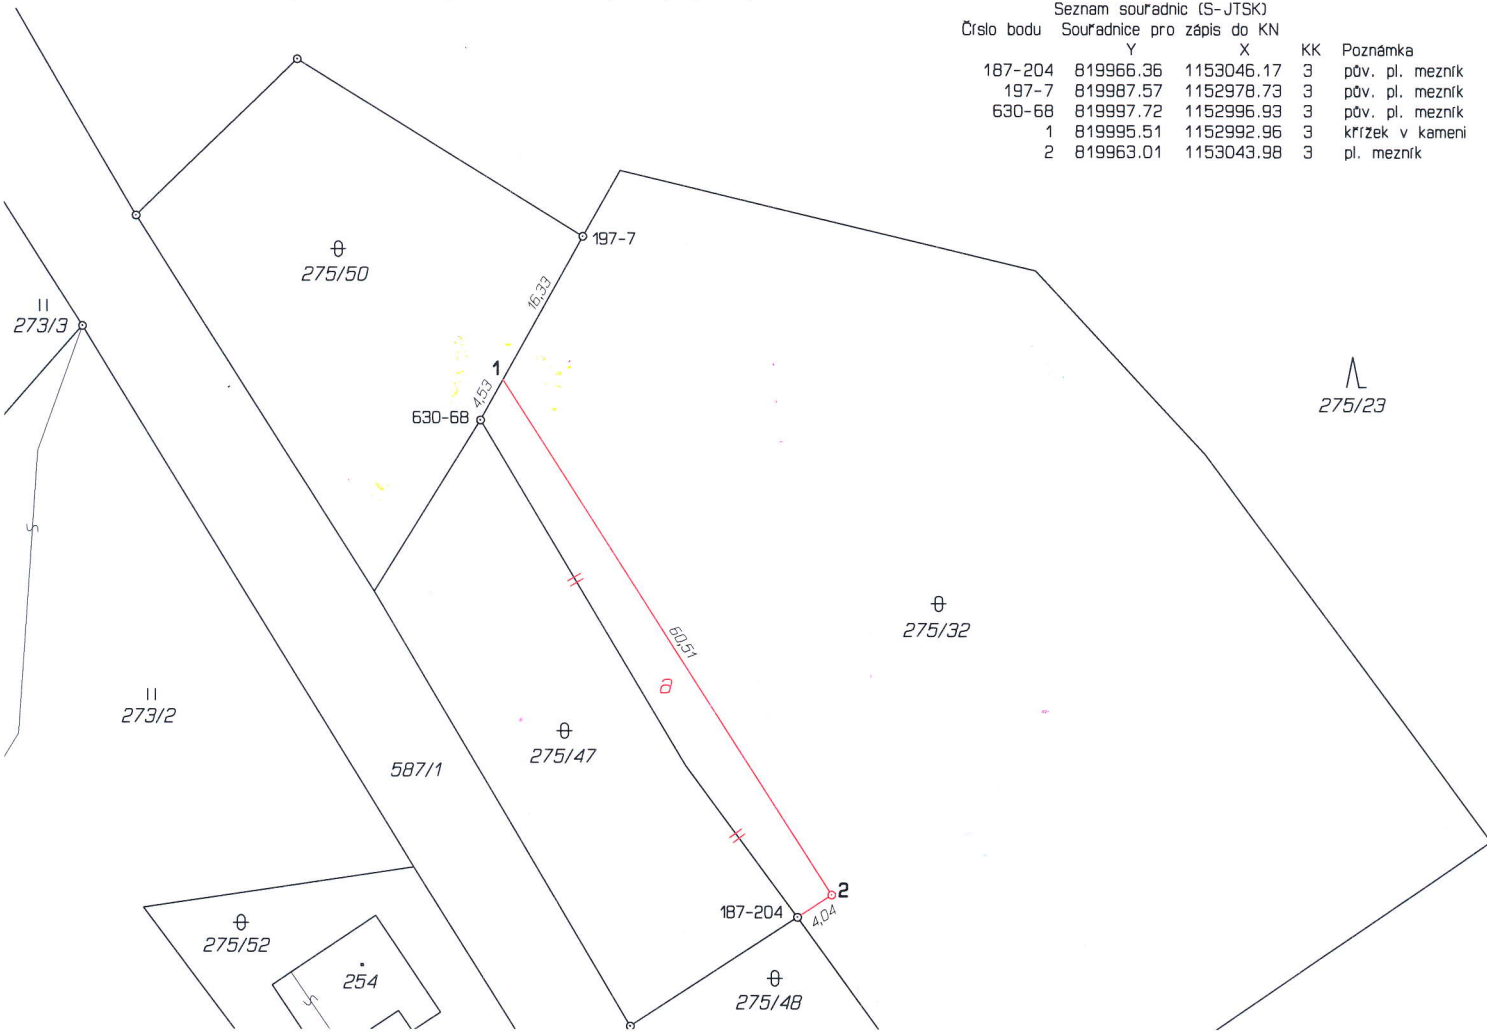 Seznam souřadnic (S-JTSK)
Číslo bodu Souřadnice pro zápis do KN
Y X KK Poznámka
187-204 819966.36 1153046.17 3 pův. pl. mezník
197-7 819987.57 1152978.73 3 pův. pl. mezník
630-68 819997.72 1152996.93 3 pův. pl. mezník
1 819995.51 1152992.96 3 křížek v kameni
2 819963.01 1153043.98 3 pl. mezník
197-7
275/50
16,33
273/3
1
4,53
275/23
630-68
60,51
275/32
a
273/2
275/47
587/1
2
187-204
4,04
275/52
254
275/48